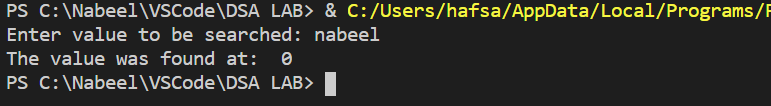 PS C:\Nabeel\VSCode\DSA LAB> & C:/Users/hafsa/AppData/Local/Programs/
Enter value to be searched: nabeel
The value was found at:  0
PS C:\Nabeel\VSCode\DSA LAB>